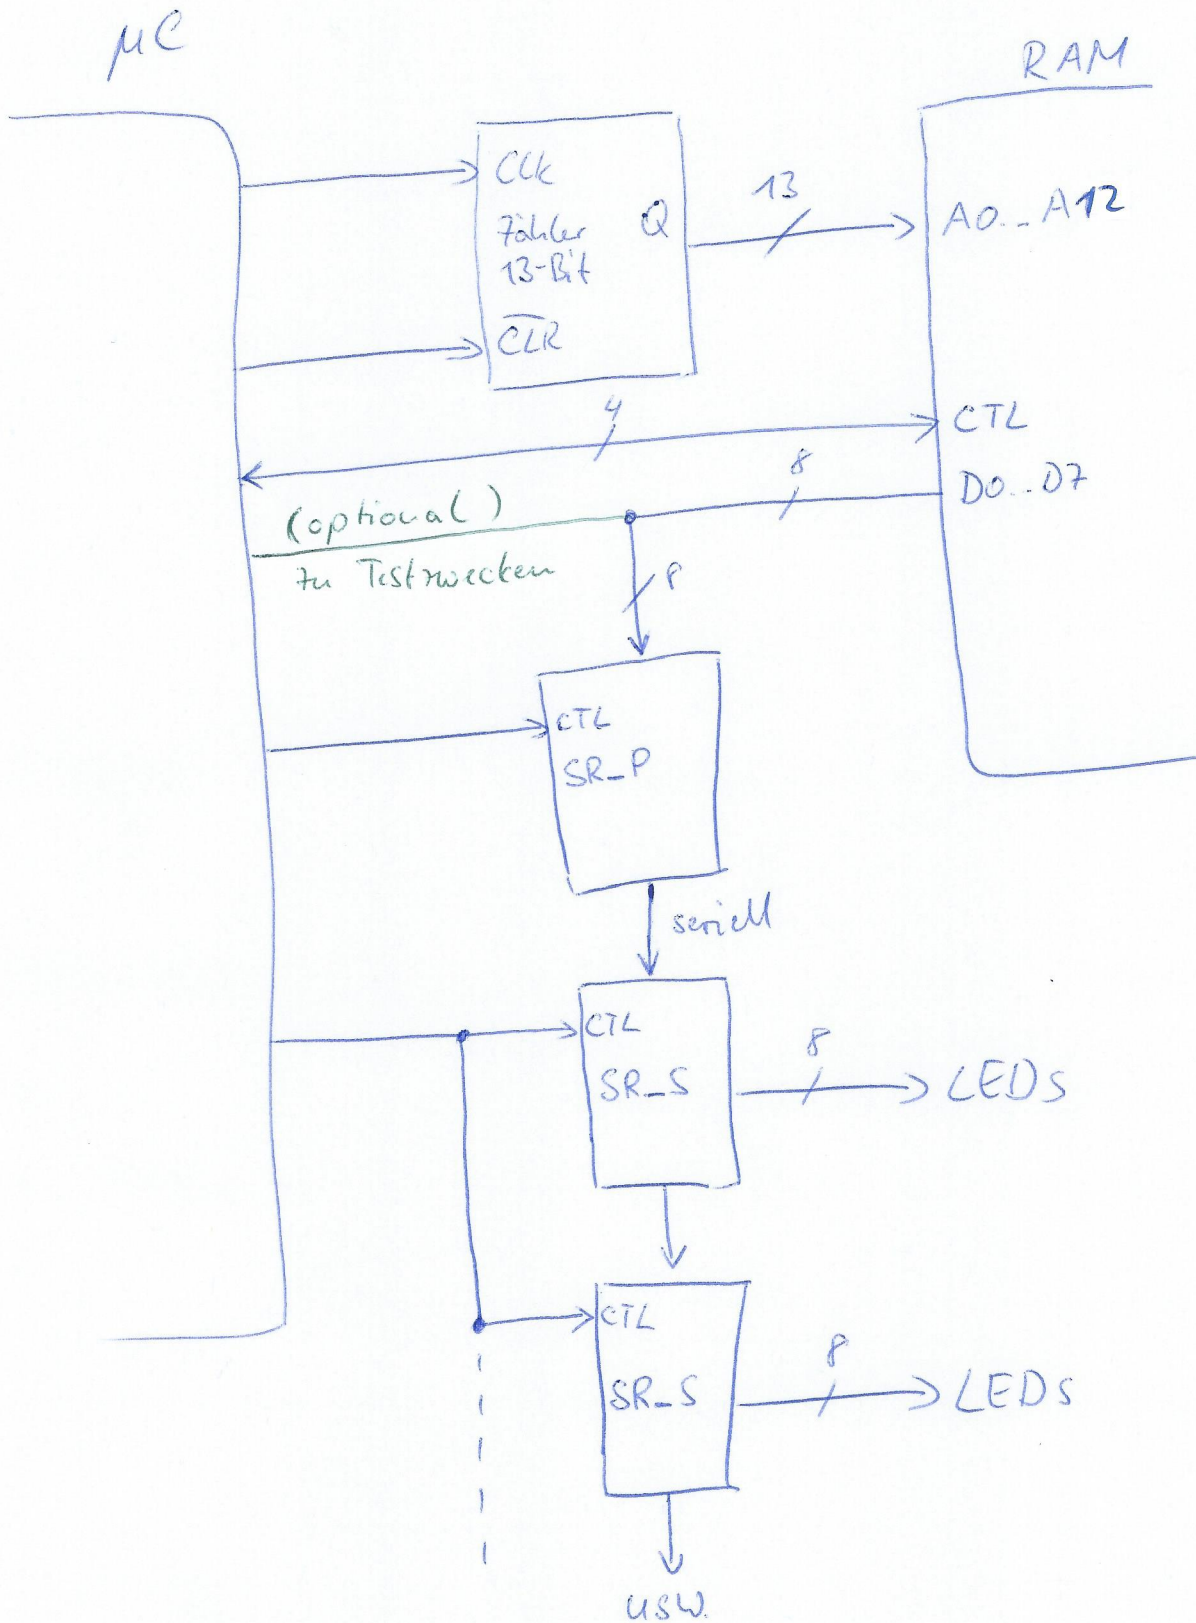 µC
RAM
CLK
Zähler
13-Bit
Q
CLR
13
A0...A12
4
CTL
8
D0...D7
(optional)
zu Testzwecken
8
CTL
SR_P
seriell
CTL
SR_S
8
LEDs
CTL
SR_S
8
LEDs
usw.